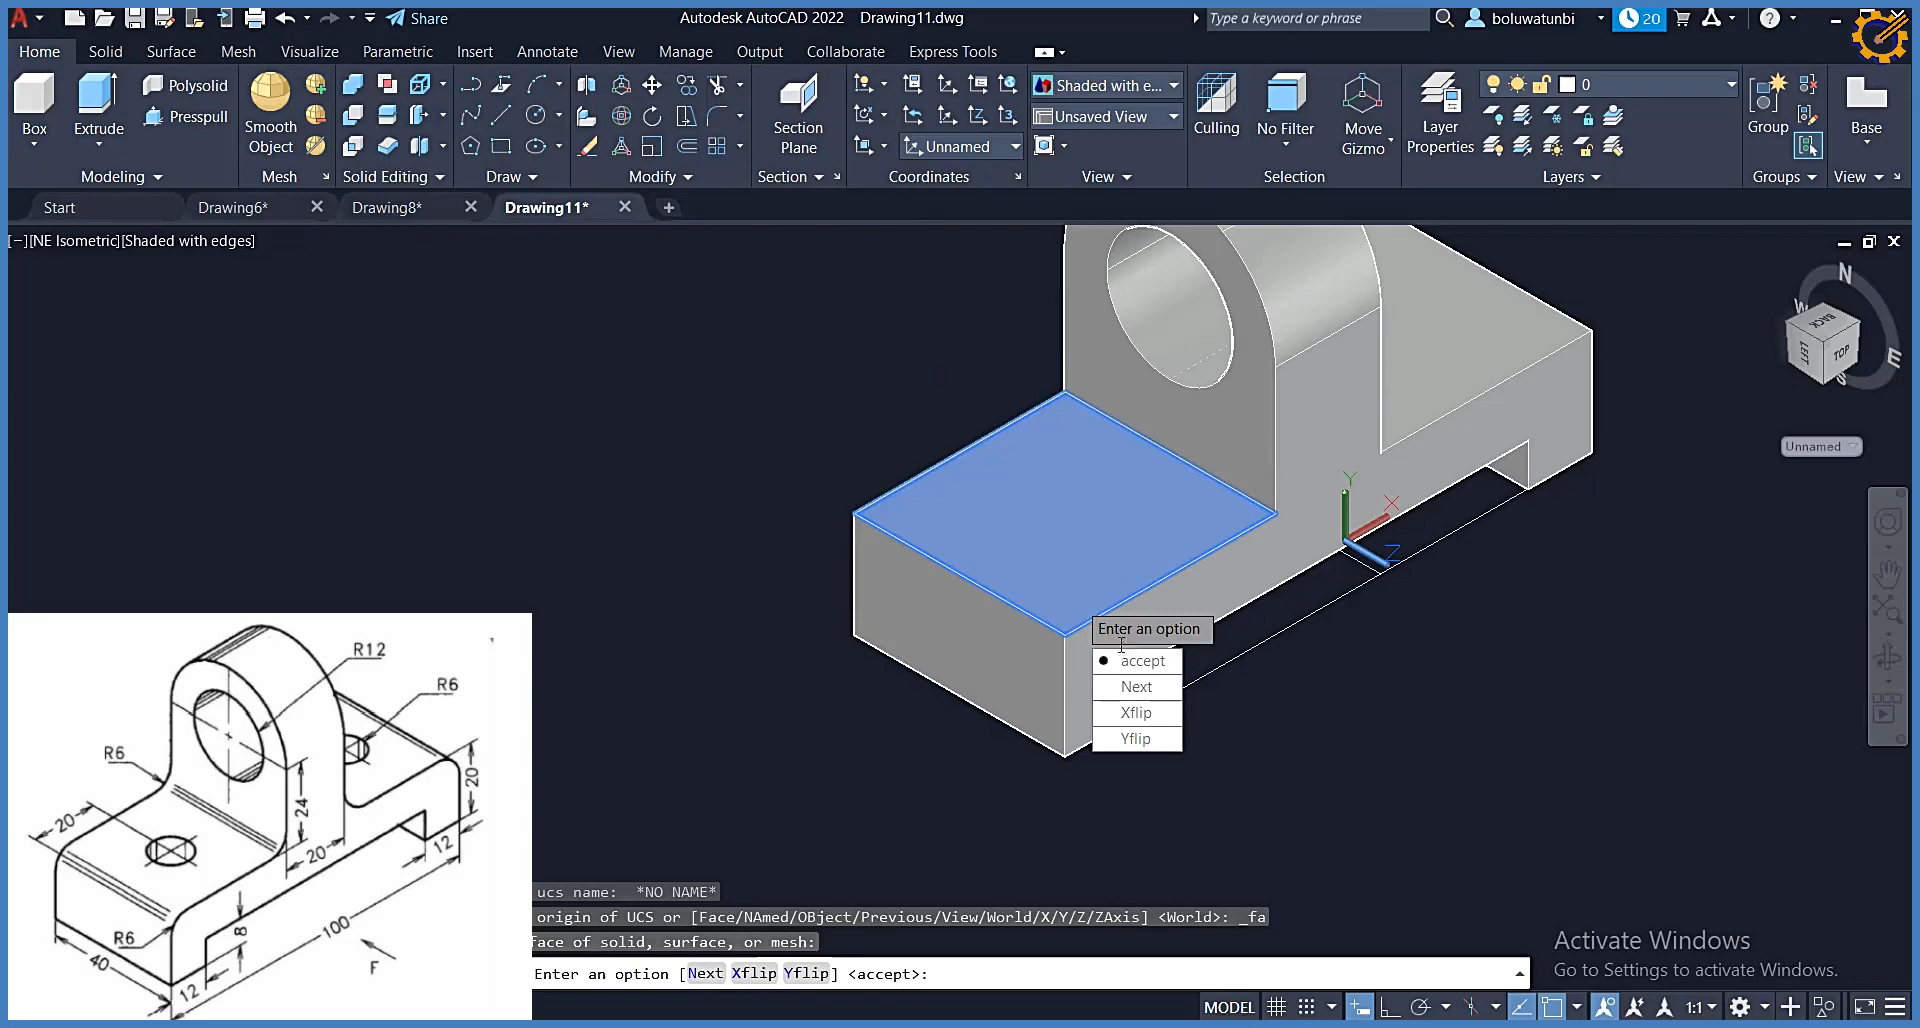 A Share Autodesk AutoCAD 2022 Drawing11.dwg Type a keyword or phrase boluwatunbi 20 ?
Home Solid Surface Mesh Visualize Parametric Insert Annotate View Manage Output Collaborate Express Tools
Box Extrude Polysolid Presspull Smooth Object Section Plane Unnamed Shaded with e... Unsaved View Culling No Filter Move Gizmo Layer Properties 0 Group Base
Modeling Mesh Solid Editing Draw Modify Section Coordinates View Selection Layers Groups View
Start Drawing6* Drawing8* Drawing11*
[−][NE Isometric][Shaded with edges]
N
W
BACK
LEFT
TOP
E
S
Unnamed
Y
X
Z
Enter an option
accept
Next
Xflip
Yflip
R12
R6
R6
20
20
24
20
12
R6
8
100
40
12
F
ucs name: *NO NAME*
origin of UCS or [Face/NAmed/OBject/Previous/View/World/X/Y/Z/ZAxis] <World>: _fa
face of solid, surface, or mesh:
Enter an option [Next Xflip Yflip] <accept>:
Activate Windows
Go to Settings to activate Windows.
MODEL 1:1